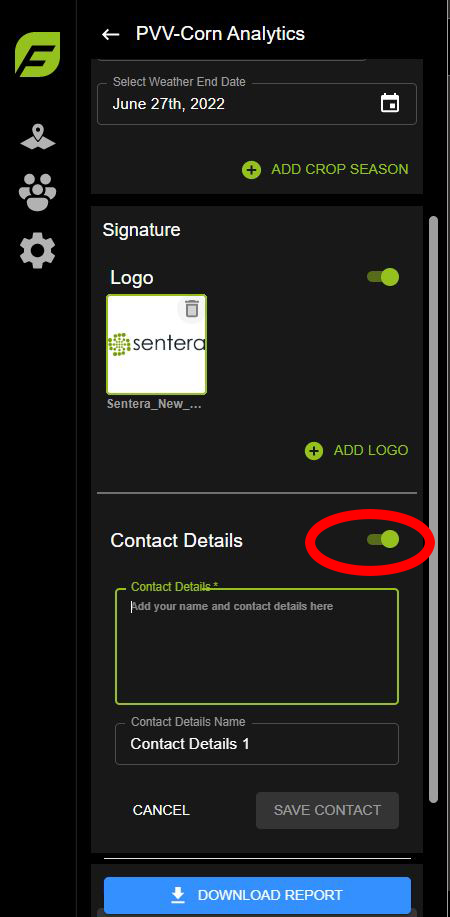 PVV-Corn Analytics
Select Weather End Date
June 27th, 2022
ADD CROP SEASON
Signature
Logo
sentera
Sentera_New_...
ADD LOGO
Contact Details
Contact Details *
Add your name and contact details here
Contact Details Name
Contact Details 1
CANCEL
SAVE CONTACT
DOWNLOAD REPORT